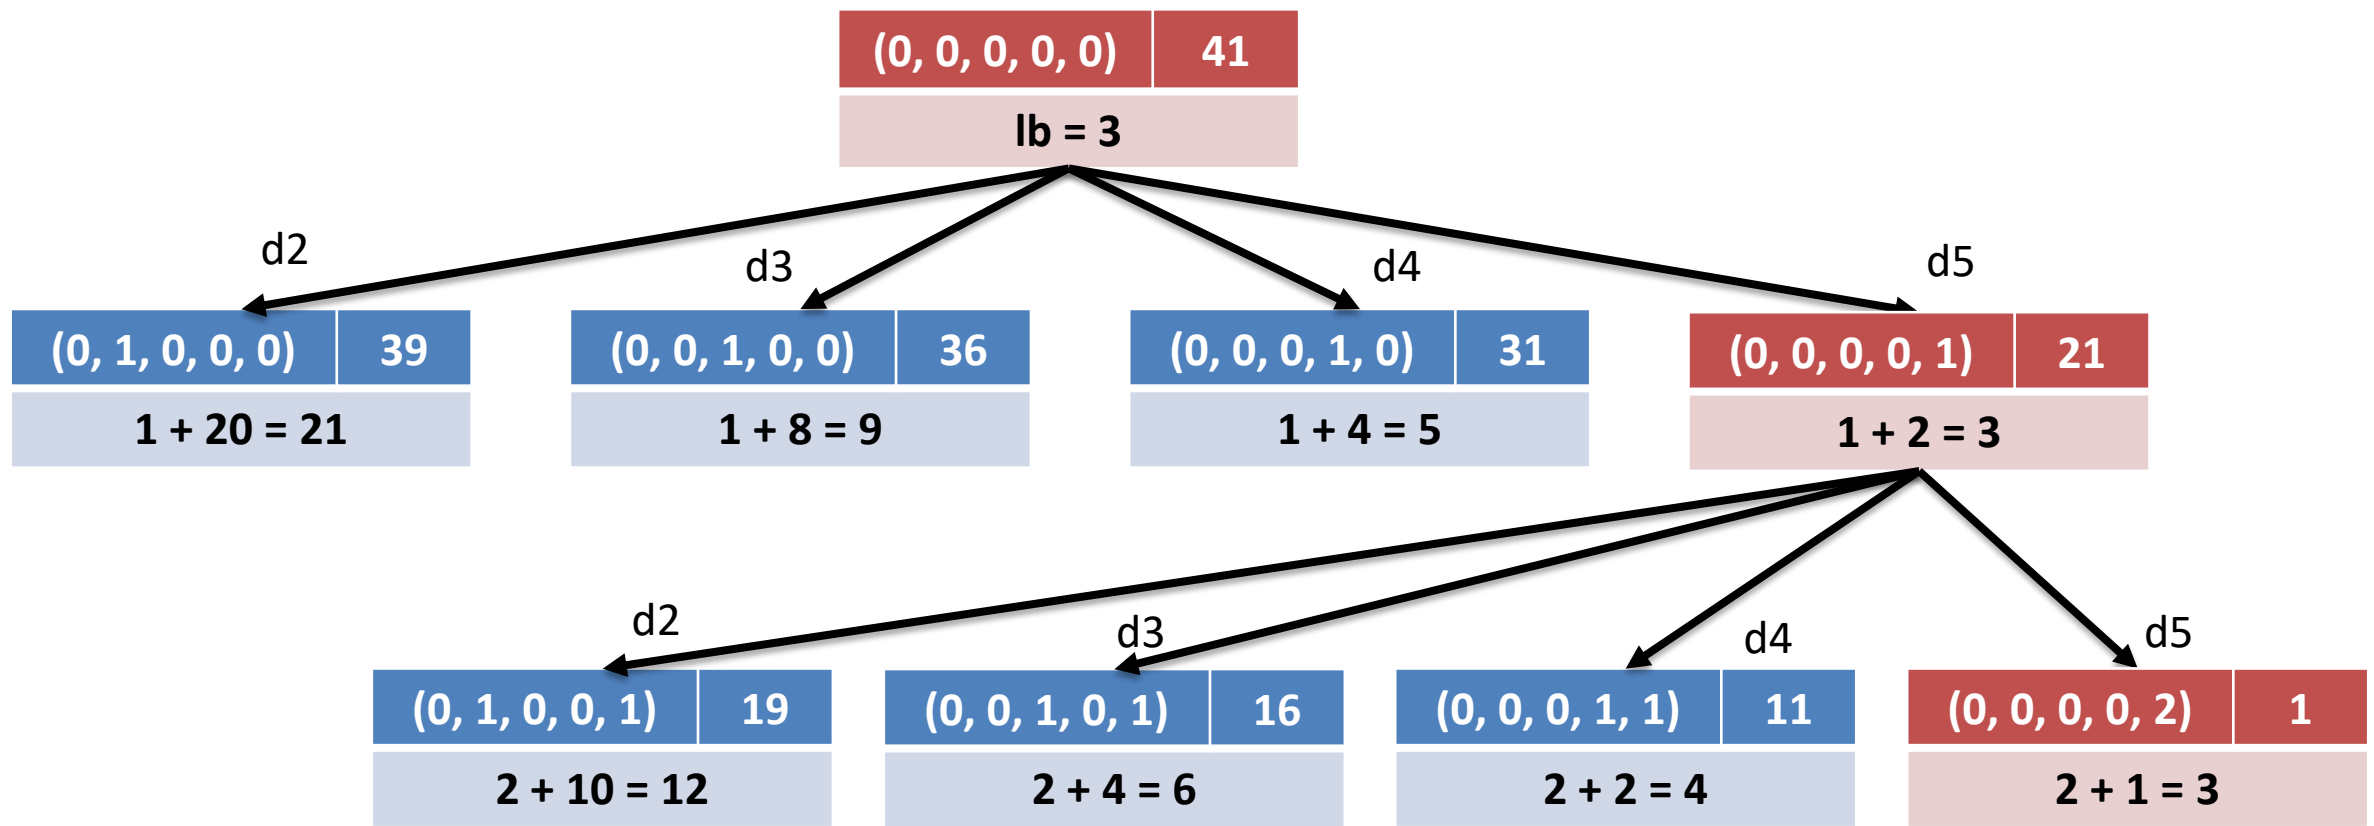 (0, 0, 0, 0, 0) 41
lb = 3
d2 d3 d4 d5
(0, 1, 0, 0, 0) 39 (0, 0, 1, 0, 0) 36 (0, 0, 0, 1, 0) 31 (0, 0, 0, 0, 1) 21
1 + 20 = 21 1 + 8 = 9 1 + 4 = 5 1 + 2 = 3
d2 d3 d4 d5
(0, 1, 0, 0, 1) 19 (0, 0, 1, 0, 1) 16 (0, 0, 0, 1, 1) 11 (0, 0, 0, 0, 2) 1
2 + 10 = 12 2 + 4 = 6 2 + 2 = 4 2 + 1 = 3